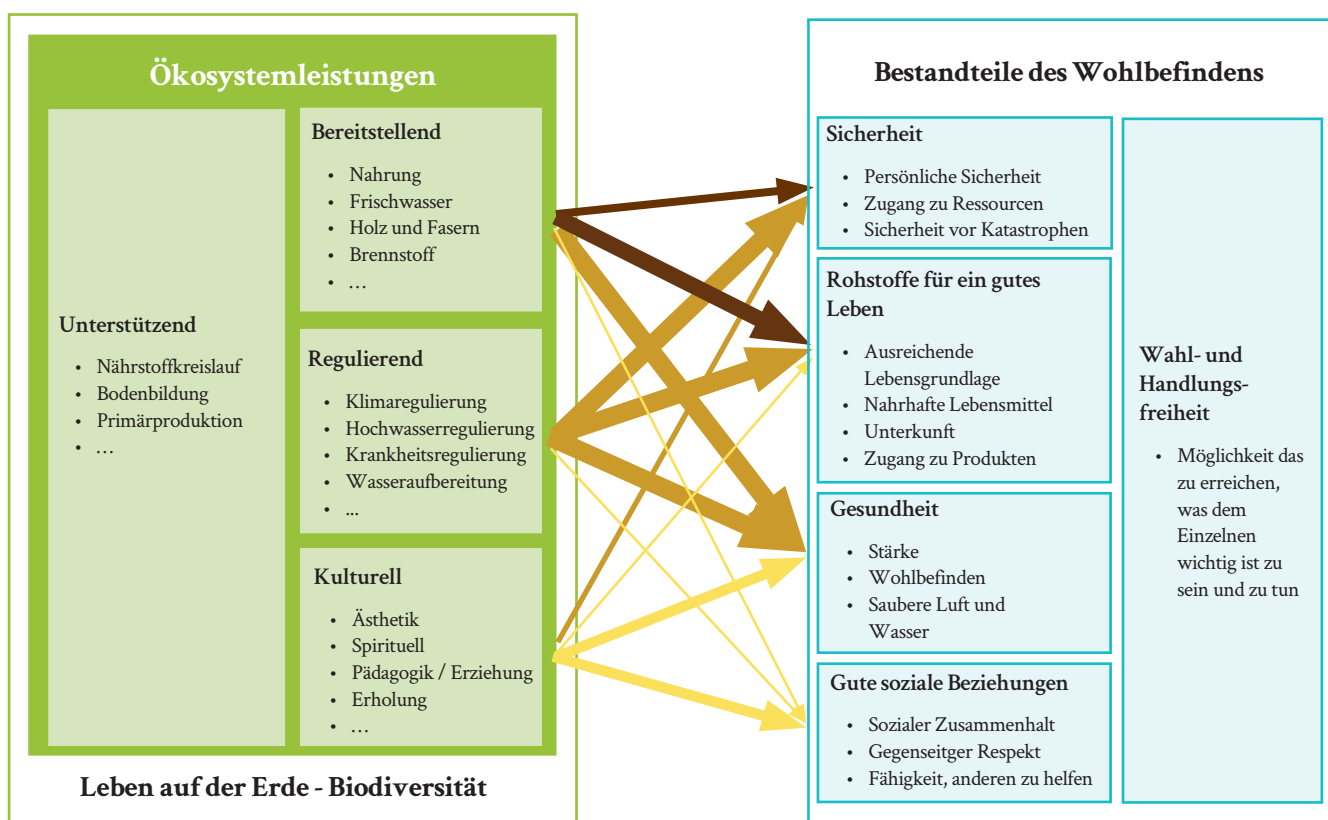 Ökosystemleistungen
Unterstützend
• Nährstoffkreislauf
• Bodenbildung
• Primärproduktion
• …
Bereitstellend
• Nahrung
• Frischwasser
• Holz und Fasern
• Brennstoff
• …
Regulierend
• Klimaregulierung
• Hochwasserregulierung
• Krankheitsregulierung
• Wasseraufbereitung
• ...
Kulturell
• Ästhetik
• Spirituell
• Pädagogik / Erziehung
• Erholung
• …
Leben auf der Erde - Biodiversität
Bestandteile des Wohlbefindens
Sicherheit
• Persönliche Sicherheit
• Zugang zu Ressourcen
• Sicherheit vor Katastrophen
Rohstoffe für ein gutes
Leben
• Ausreichende
Lebensgrundlage
• Nahrhafte Lebensmittel
• Unterkunft
• Zugang zu Produkten
Gesundheit
• Stärke
• Wohlbefinden
• Saubere Luft und
Wasser
Gute soziale Beziehungen
• Sozialer Zusammenhalt
• Gegenseitger Respekt
• Fähigkeit, anderen zu helfen
Wahl- und
Handlungs-
freiheit
• Möglichkeit das
zu erreichen,
was dem
Einzelnen
wichtig ist zu
sein und zu tun